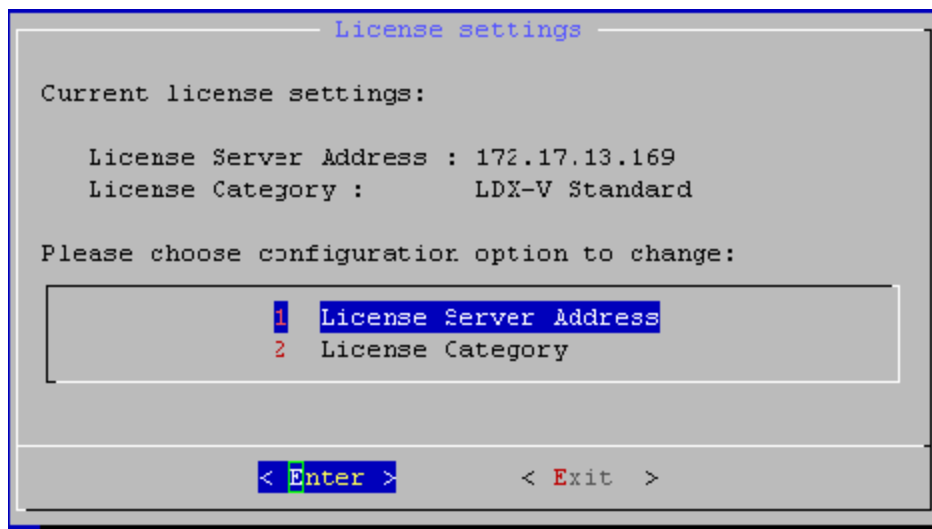 License settings
Current license settings:
License Server Address : 172.17.13.169
License Category : LDX-V Standard
Please choose configuration option to change:
1 License Server Address
2 License Category
< Enter > < Exit >